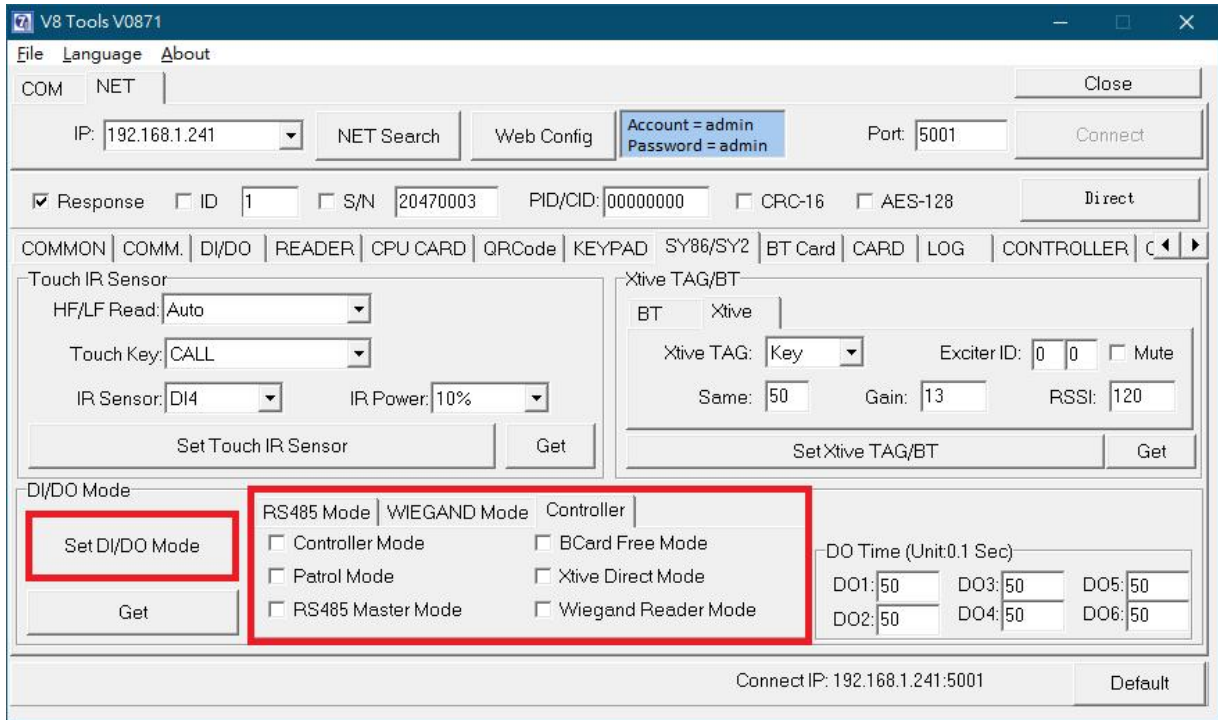 V8 Tools V0871
File Language About
COM NET Close
IP: 192.168.1.241 NET Search Web Config Account = admin Password = admin Port: 5001 Connect
Response ID 1 S/N 20470003 PID/CID: 00000000 CRC-16 AES-128 Direct
COMMON COMM. DI/DO READER CPU CARD QRCode KEYPAD SY86/SY2 BT Card CARD LOG CONTROLLER
Touch IR Sensor
HF/LF Read: Auto
Touch Key: CALL
IR Sensor: DI4 IR Power: 10%
Set Touch IR Sensor Get
Xtive TAG/BT
BT Xtive
Xtive TAG: Key Exciter ID: 0 0 Mute
Same: 50 Gain: 13 RSSI: 120
Set Xtive TAG/BT Get
DI/DO Mode
Set DI/DO Mode
Get
RS485 Mode WIEGAND Mode Controller
Controller Mode BCard Free Mode
Patrol Mode Xtive Direct Mode
RS485 Master Mode Wiegand Reader Mode
DO Time (Unit:0.1 Sec)
DO1: 50 DO3: 50 DO5: 50
DO2: 50 DO4: 50 DO6: 50
Connect IP: 192.168.1.241:5001 Default